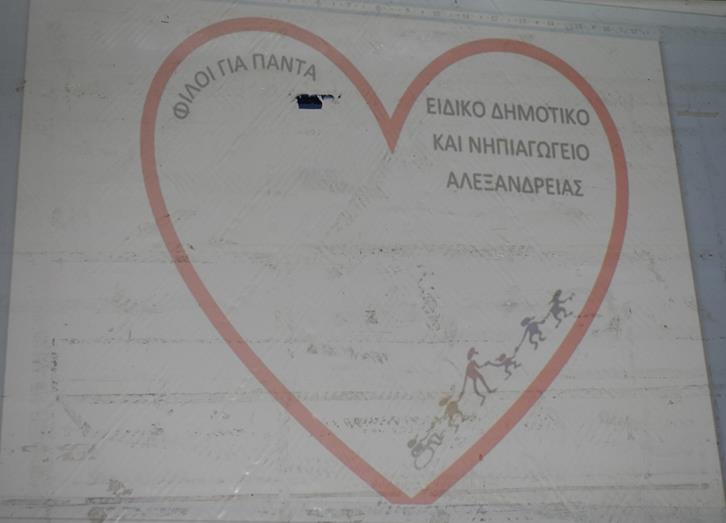 ΦΙΛΟΙ ΓΙΑ ΠΑΝΤΑ
ΕΙΔΙΚΟ ΔΗΜΟΤΙΚΟ
ΚΑΙ ΝΗΠΙΑΓΩΓΕΙΟ
ΑΛΕΞΑΝΔΡΕΙΑΣ